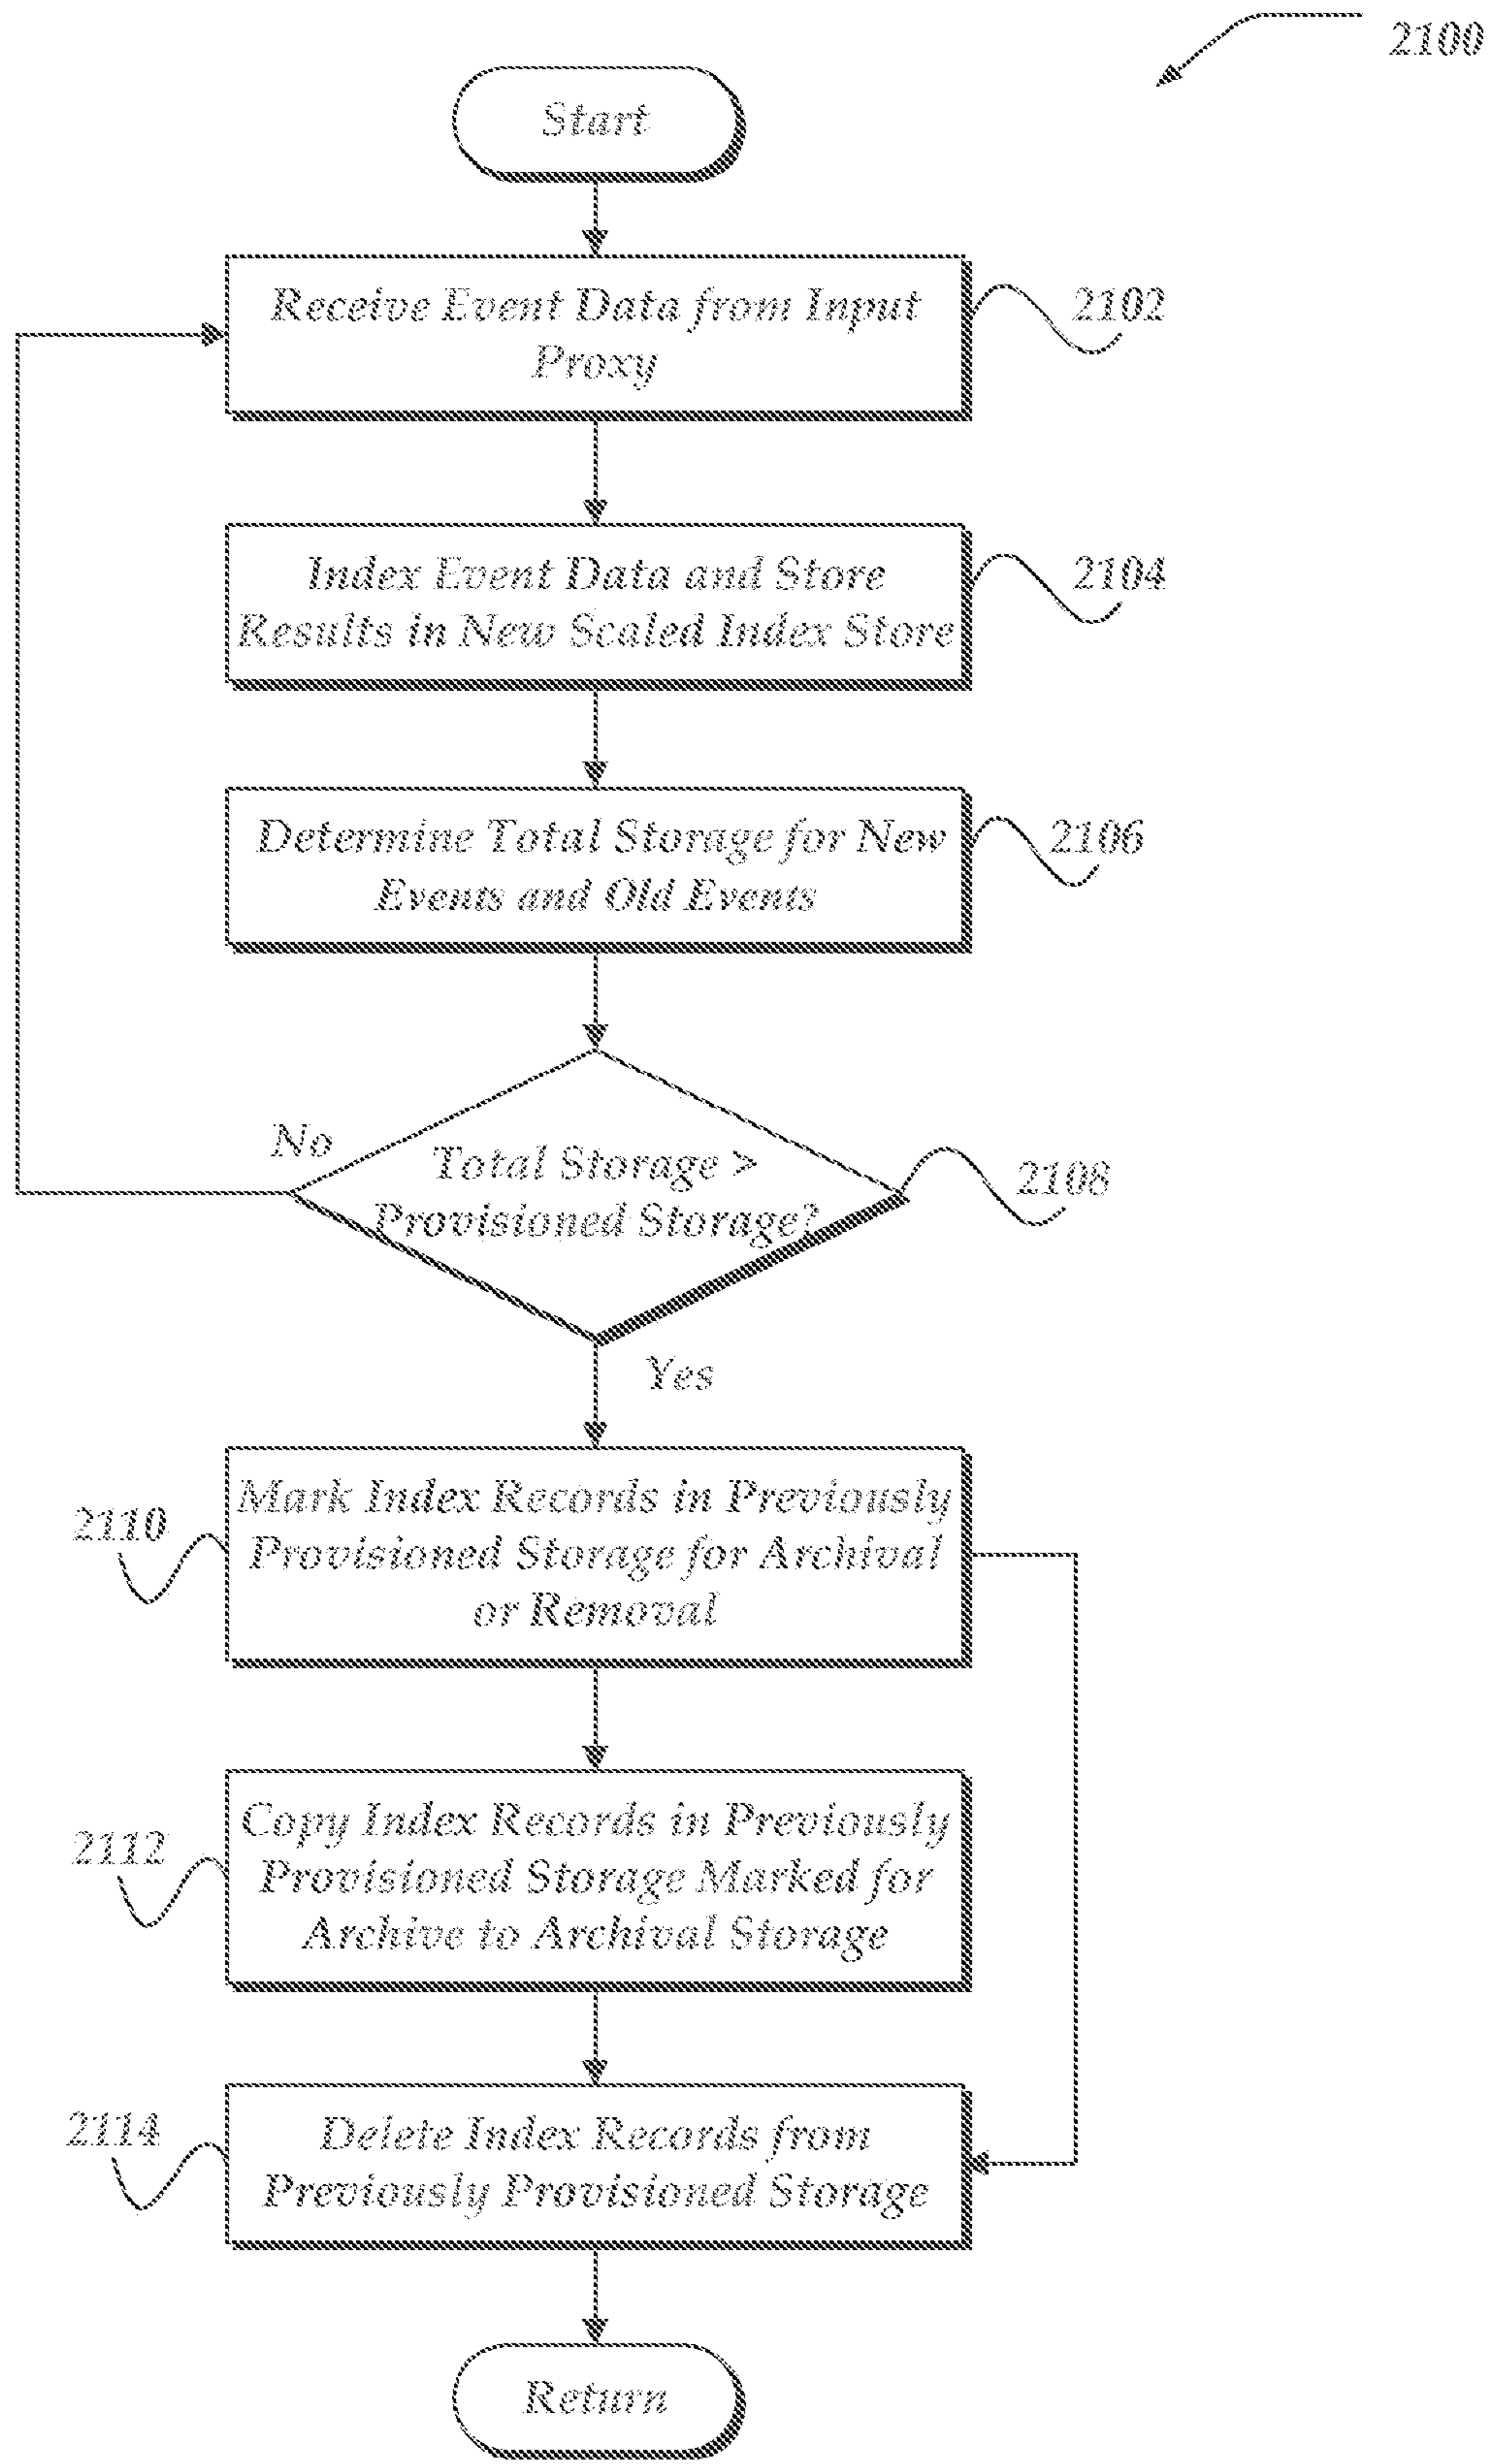 2100
Start
Receive Event Data from Input
Proxy
2102
Index Event Data and Store
Results in New Scaled Index Store
2104
Determine Total Storage for New
Events and Old Events
2106
No
Total Storage >
Provisioned Storage?
2108
Yes
2110
Mark Index Records in Previously
Provisioned Storage for Archival
or Removal
2112
Copy Index Records in Previously
Provisioned Storage Marked for
Archive to Archival Storage
2114
Delete Index Records from
Previously Provisioned Storage
Return